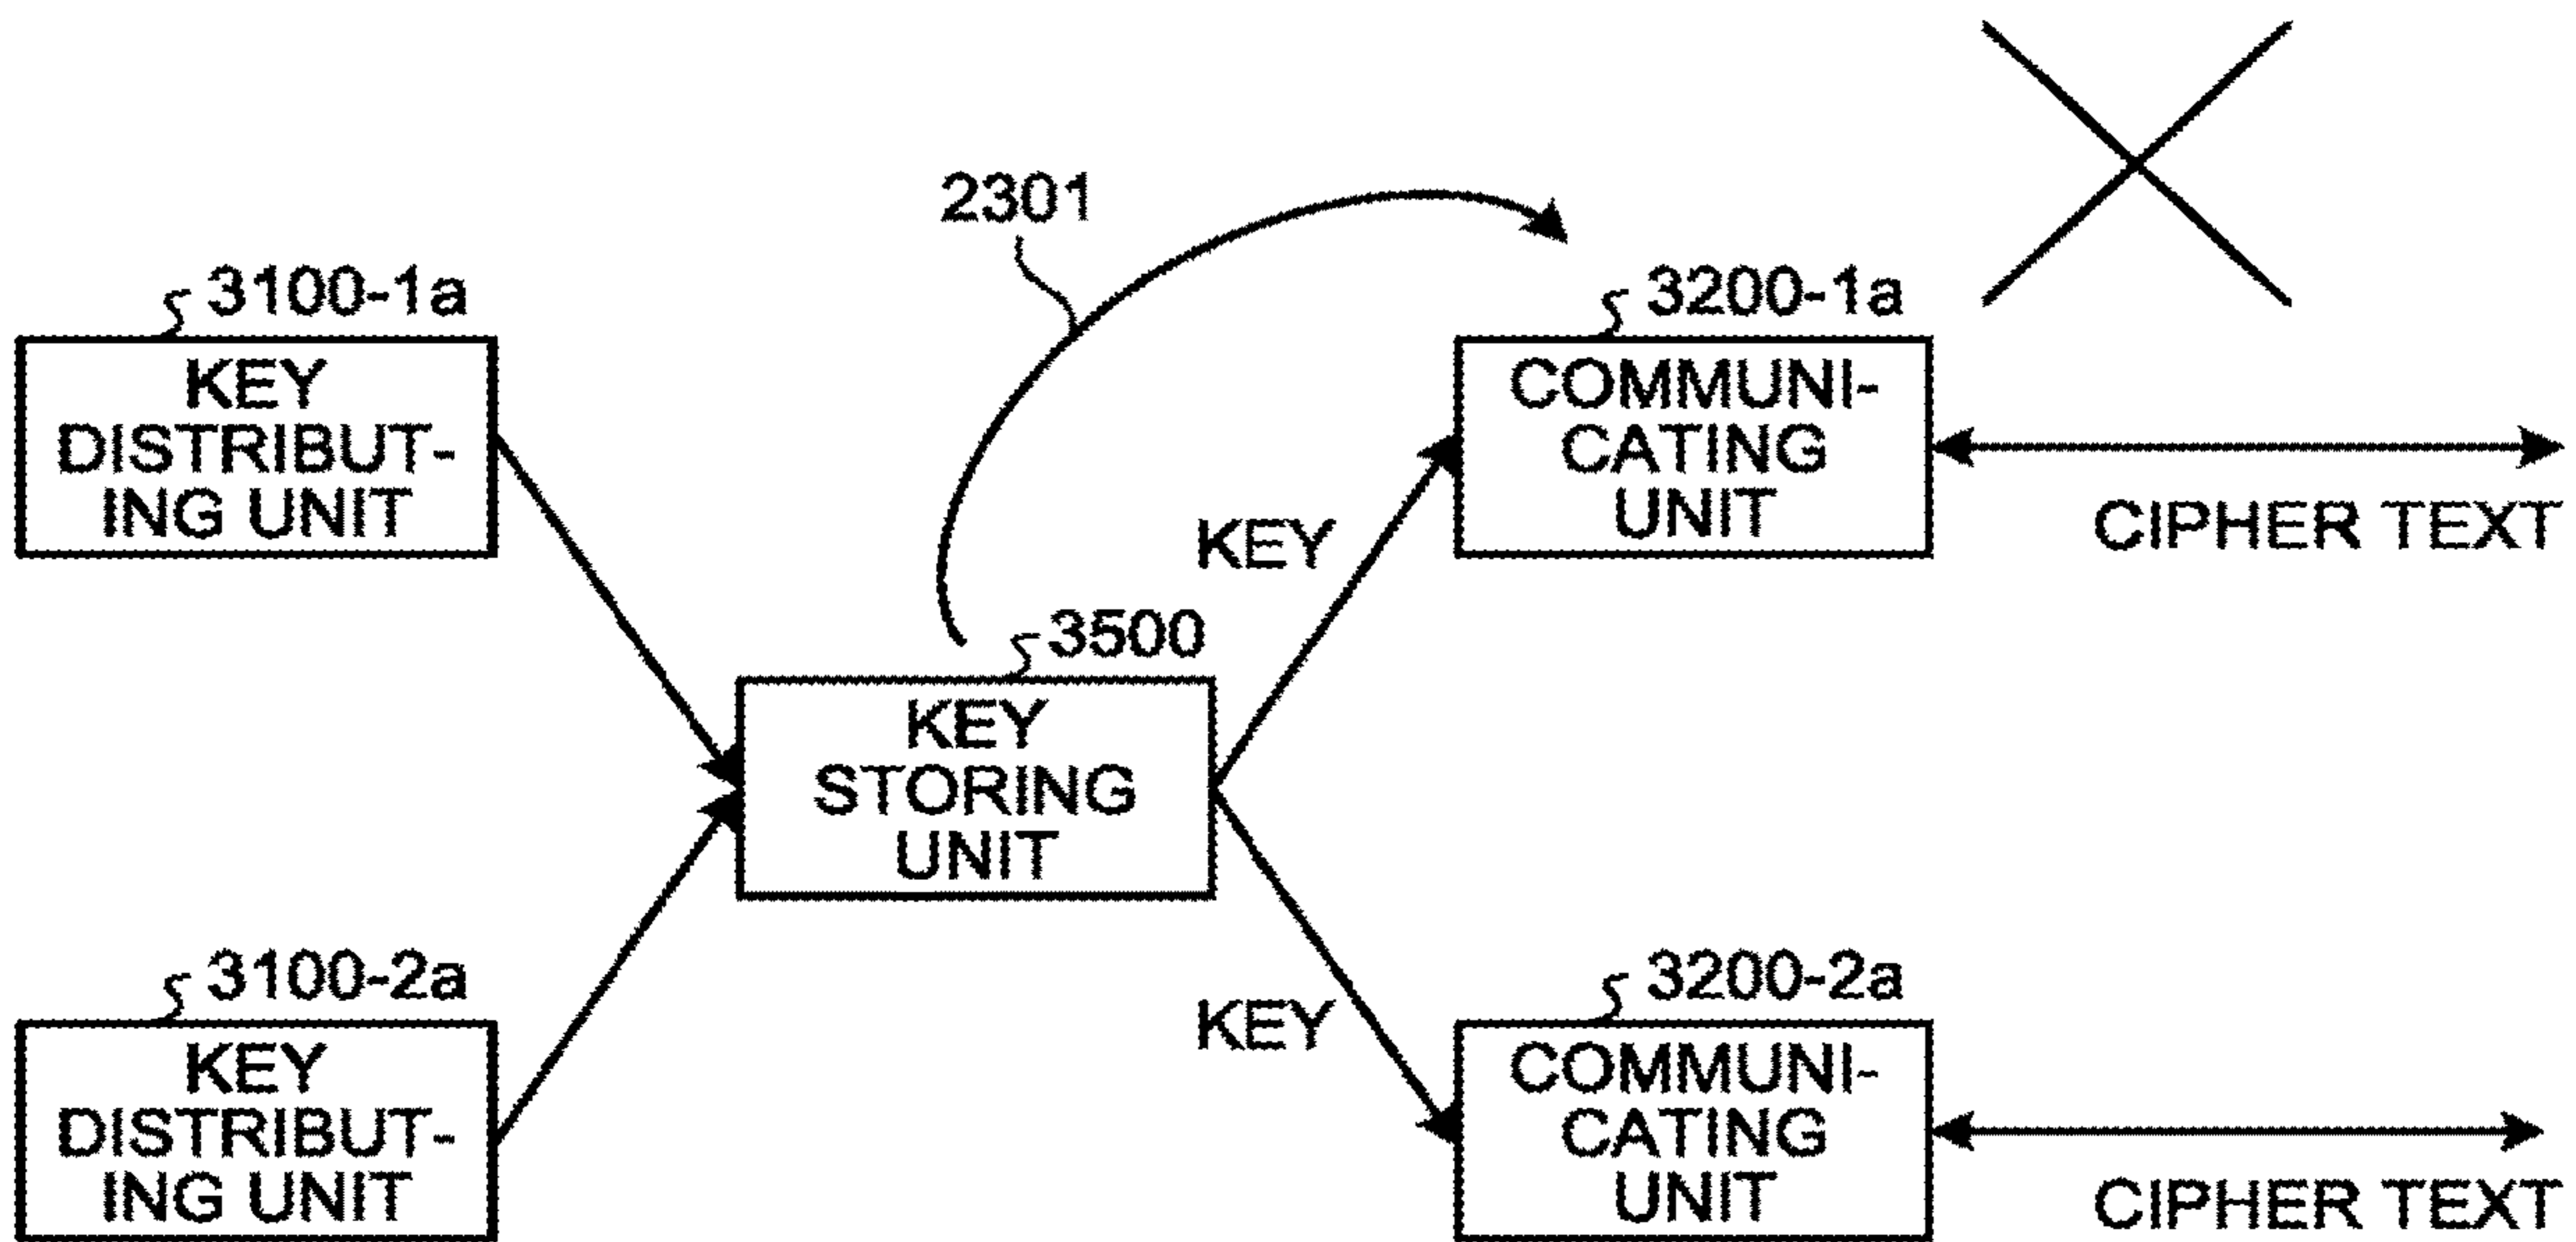 2301
3100-1a
3200-1a
KEY
DISTRIBUT-
ING UNIT
COMMUNI-
CATING
UNIT
CIPHER TEXT
KEY
3500
KEY
STORING
UNIT
3100-2a
3200-2a
KEY
KEY
DISTRIBUT-
ING UNIT
COMMUNI-
CATING
UNIT
CIPHER TEXT